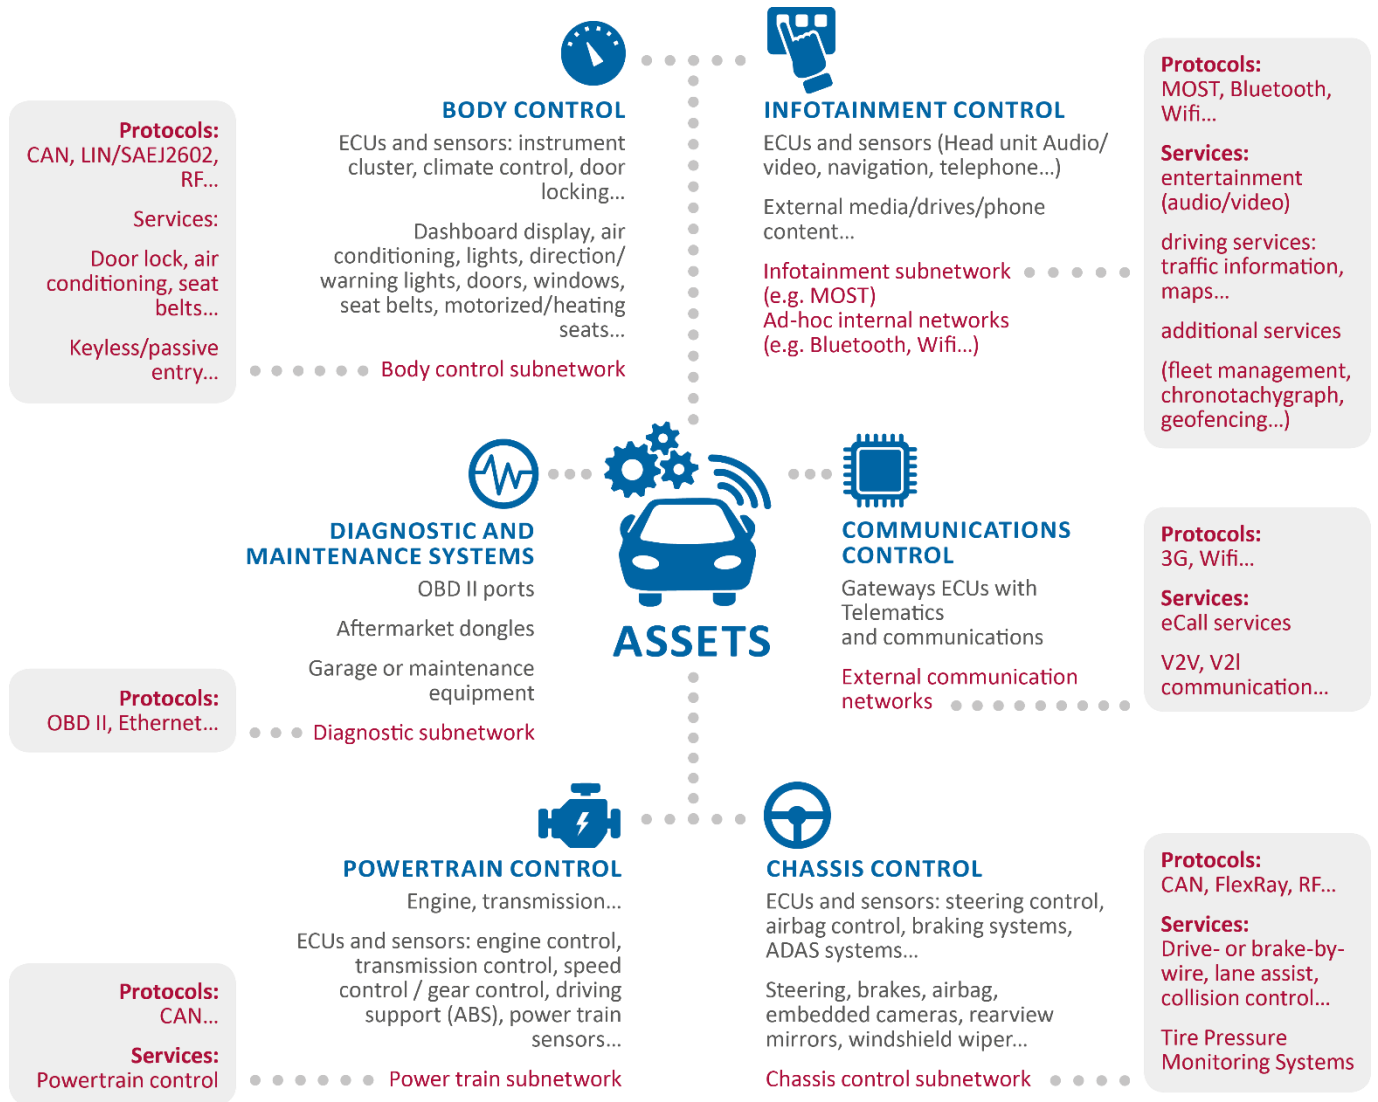 BODY CONTROL
ECUs and sensors: instrument
cluster, climate control, door
locking...
Dashboard display, air
conditioning, lights, direction/
warning lights, doors, windows,
seat belts, motorized/heating
seats...
Body control subnetwork
Protocols:
CAN, LIN/SAEJ2602,
RF...
Services:
Door lock, air
conditioning, seat
belts...
Keyless/passive
entry...
INFOTAINMENT CONTROL
ECUs and sensors (Head unit Audio/
video, navigation, telephone...)
External media/drives/phone
content...
Infotainment subnetwork
(e.g. MOST)
Ad-hoc internal networks
(e.g. Bluetooth, Wifi...)
Protocols:
MOST, Bluetooth,
Wifi...
Services:
entertainment
(audio/video)
driving services:
traffic information,
maps...
additional services
(fleet management,
chronotachygraph,
geofencing...)
DIAGNOSTIC AND
MAINTENANCE SYSTEMS
OBD II ports
Aftermarket dongles
Garage or maintenance
equipment
Diagnostic subnetwork
Protocols:
OBD II, Ethernet...
ASSETS
COMMUNICATIONS
CONTROL
Gateways ECUs with
Telematics
and communications
External communication
networks
Protocols:
3G, Wifi...
Services:
eCall services
V2V, V2l
communication...
POWERTRAIN CONTROL
Engine, transmission...
ECUs and sensors: engine control,
transmission control, speed
control / gear control, driving
support (ABS), power train
sensors...
Power train subnetwork
Protocols:
CAN...
Services:
Powertrain control
CHASSIS CONTROL
ECUs and sensors: steering control,
airbag control, braking systems,
ADAS systems...
Steering, brakes, airbag,
embedded cameras, rearview
mirrors, windshield wiper...
Chassis control subnetwork
Protocols:
CAN, FlexRay, RF...
Services:
Drive- or brake-by-
wire, lane assist,
collision control...
Tire Pressure
Monitoring Systems